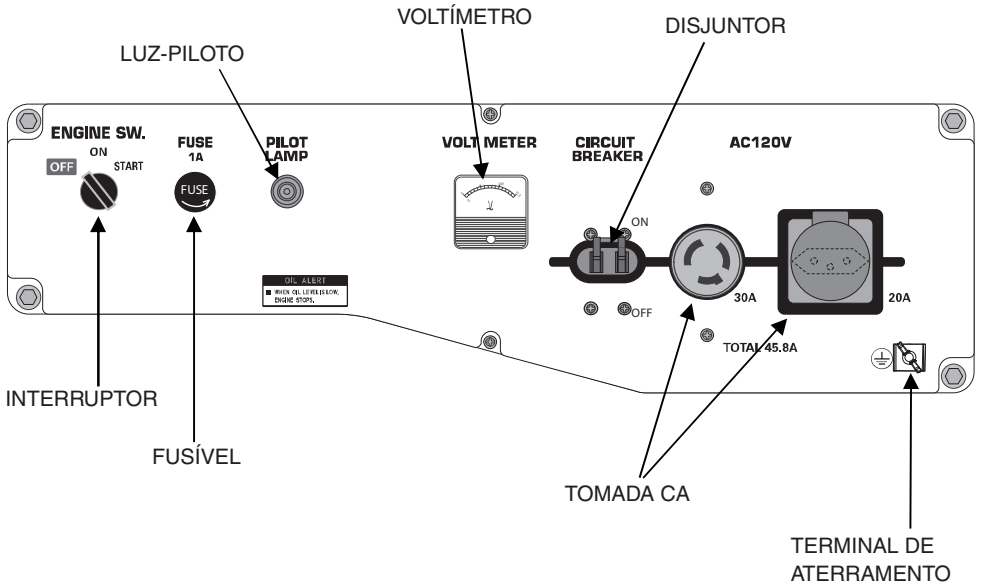 VOLTÍMETRO
DISJUNTOR
LUZ-PILOTO
ENGINE SW.
OFF
ON
START
FUSE
1A
FUSE
PILOT
LAMP
VOLT METER
CIRCUIT
BREAKER
AC120V
V
ON
OFF
30A
20A
TOTAL 45.8A
OIL ALERT
WHEN OIL LEVEL IS LOW,
ENGINE STOPS.
INTERRUPTOR
FUSÍVEL
TOMADA CA
TERMINAL DE
ATERRAMENTO